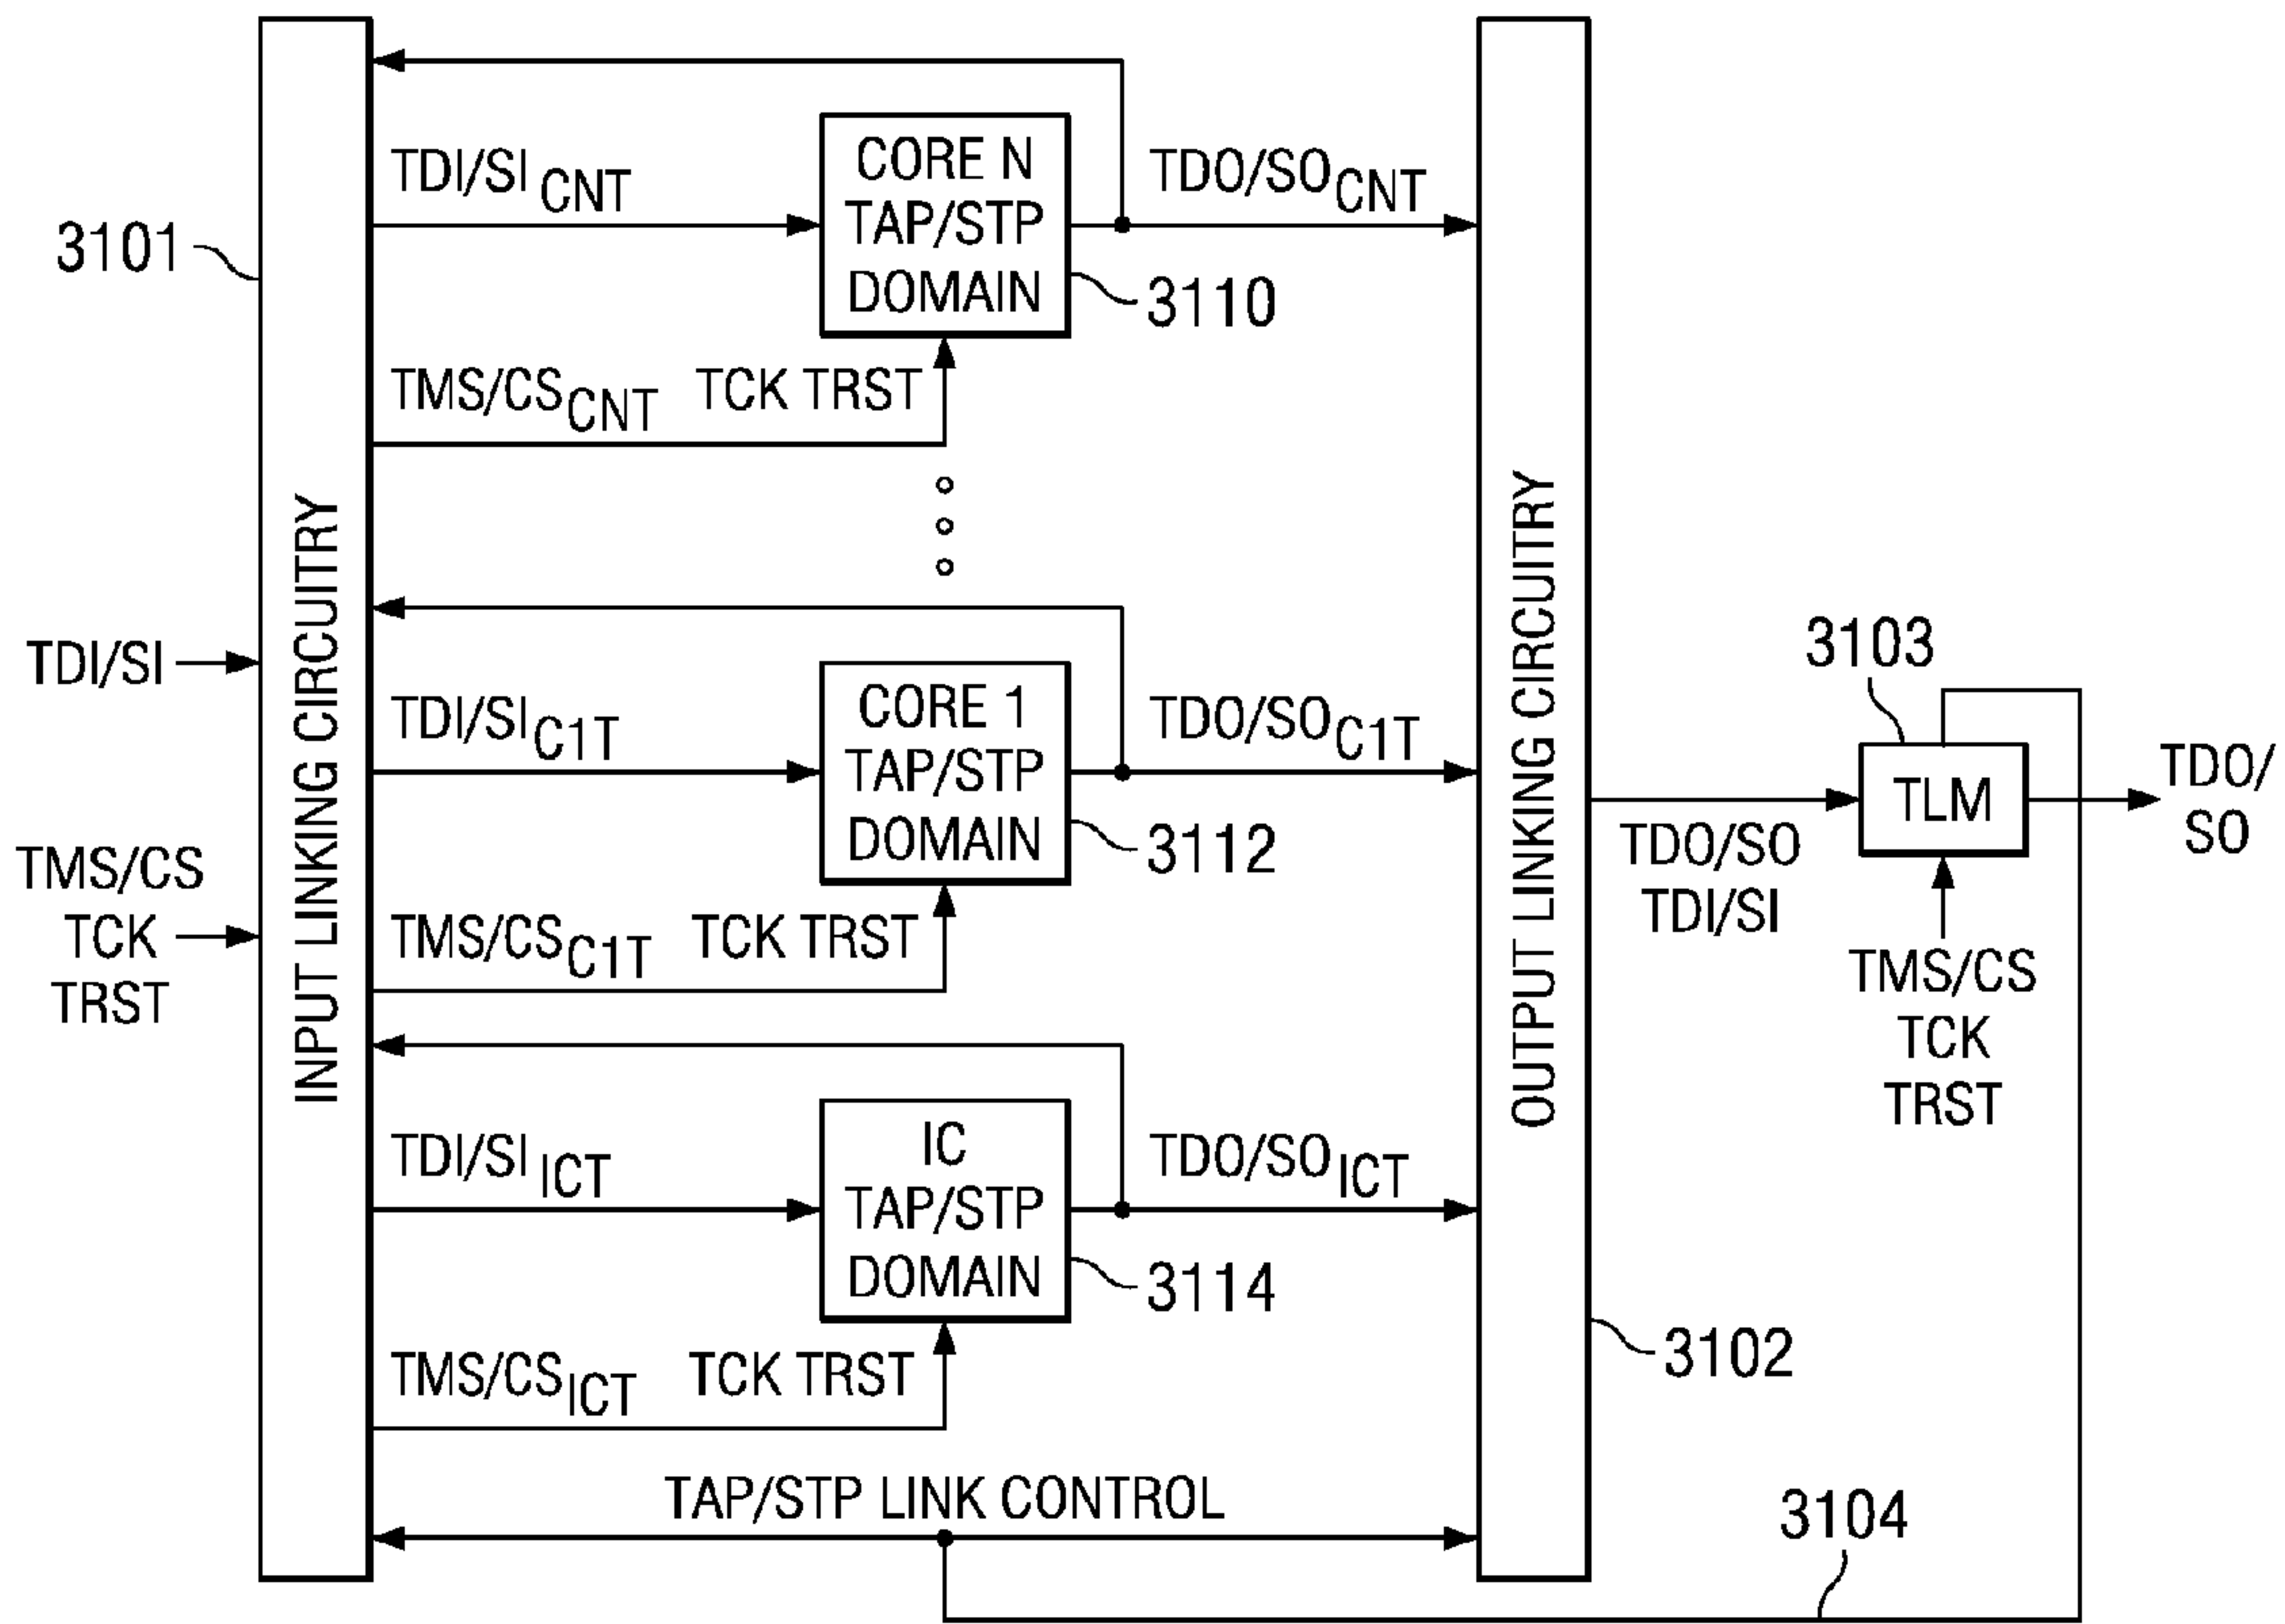 TDI/SI CNT
CORE N
TAP/STP
DOMAIN
TDO/SO CNT
3101
3110
TMS/CS CNT TCK TRST
INPUT LINKING CIRCUITRY
OUTPUT LINKING CIRCUITRY
TDI/SI
3103
TDI/SI C1T
CORE 1
TAP/STP
DOMAIN
TDO/SO C1T
3112
TLM
TDO/
SO
TDO/SO
TDI/SI
TMS/CS
TCK
TRST
TMS/CS C1T TCK TRST
TMS/CS
TCK
TRST
TDI/SI ICT
IC
TAP/STP
DOMAIN
TDO/SO ICT
3114
3102
TMS/CS ICT TCK TRST
TAP/STP LINK CONTROL
3104